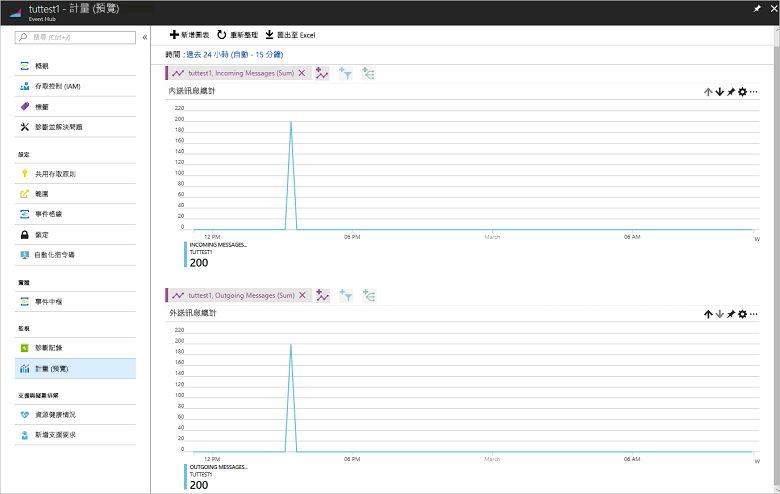 tuttest1 - 計量 (預覽)
Event Hub
搜尋 (Ctrl+/)
概觀
存取控制 (IAM)
標籤
診斷並解決問題
設定
共用存取原則
範圍
事件格線
鎖定
自動化指令碼
實體
事件中樞
監視
診斷記錄
計量 (預覽)
支援與疑難排解
資源健康情況
新增支援要求
新增圖表 重新整理 匯出至 Excel
時間 : 過去 24 小時 (自動 - 15 分鐘)
tuttest1, Incoming Messages (Sum)
內送訊息總計
220
200
180
160
140
120
100
80
60
40
20
0
12 PM 06 PM March 06 AM W
INCOMING MESSAGES...
TUTTEST1
200
tuttest1, Outgoing Messages (Sum)
外送訊息總計
220
200
180
160
140
120
100
80
60
40
20
0
12 PM 06 PM March 06 AM W
OUTGOING MESSAGES...
TUTTEST1
200